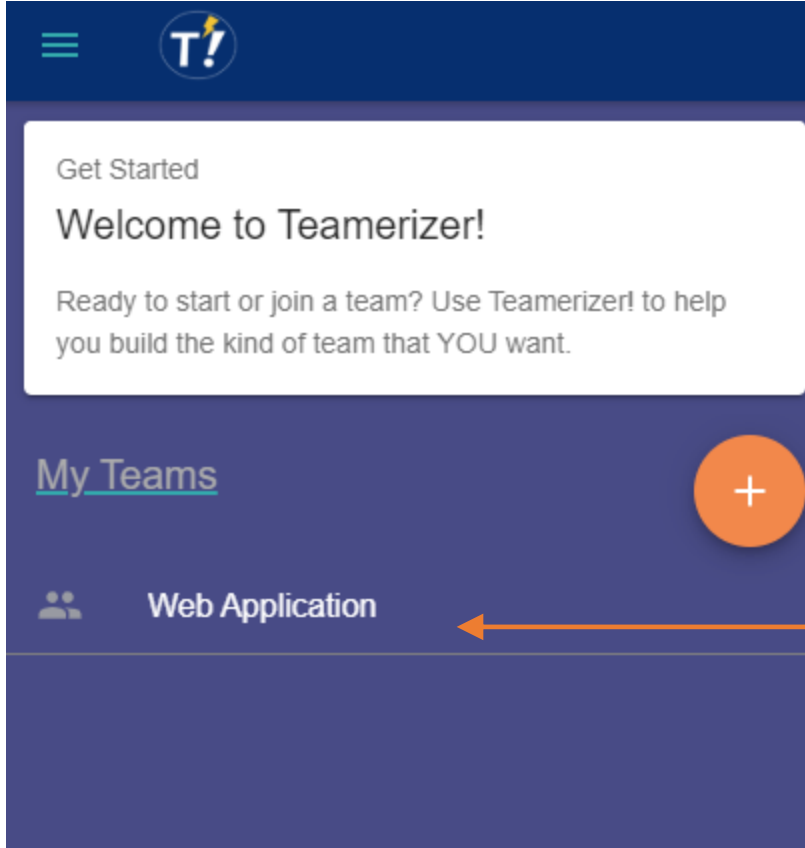 T!
Get Started
Welcome to Teamerizer!
Ready to start or join a team? Use Teamerizer! to help
you build the kind of team that YOU want.
My Teams
+
Web Application